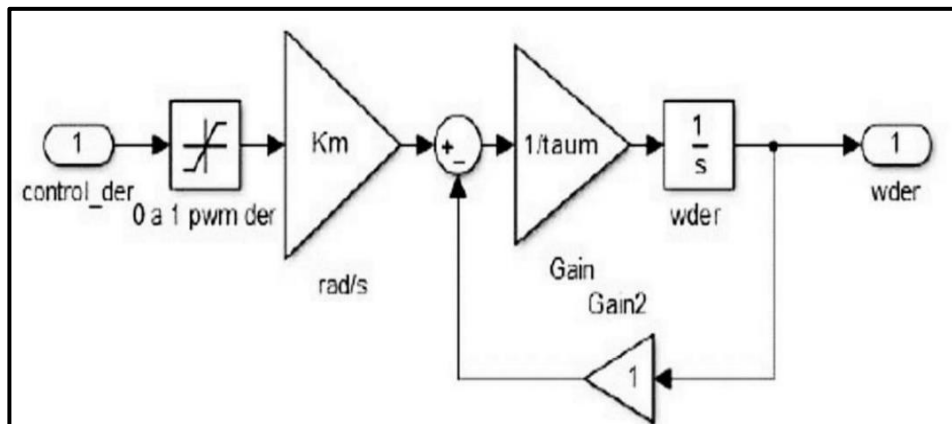 1
control_der
0 a 1 pwm der
Km
rad/s
+
−
1/taum
Gain
1
s
wder
1
wder
Gain2
1